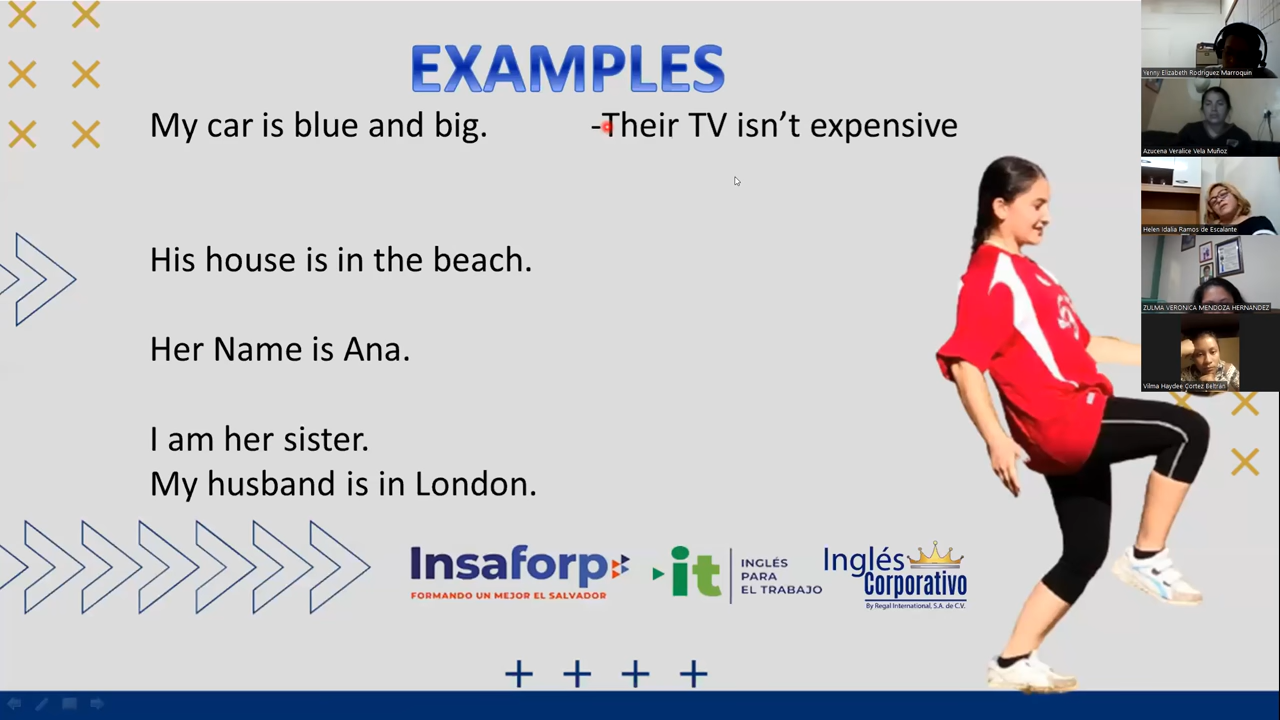 EXAMPLES
My car is blue and big.
-Their TV isn't expensive
His house is in the beach.
Her Name is Ana.
I am her sister.
My husband is in London.
Insaforp
FORMANDO UN MEJOR EL SALVADOR
it
INGLÉS
PARA
EL TRABAJO
Inglés
Corporativo
By Regal International, S.A. de C.V.
Yenny Elizabeth Rodriguez Marroquin
Azucena Veralice Vela Muñoz
Helen Idalia Ramos de Escalante
ZULMA VERONICA MENDOZA HERNANDEZ
Vilma Haydee Cortez Beltrán